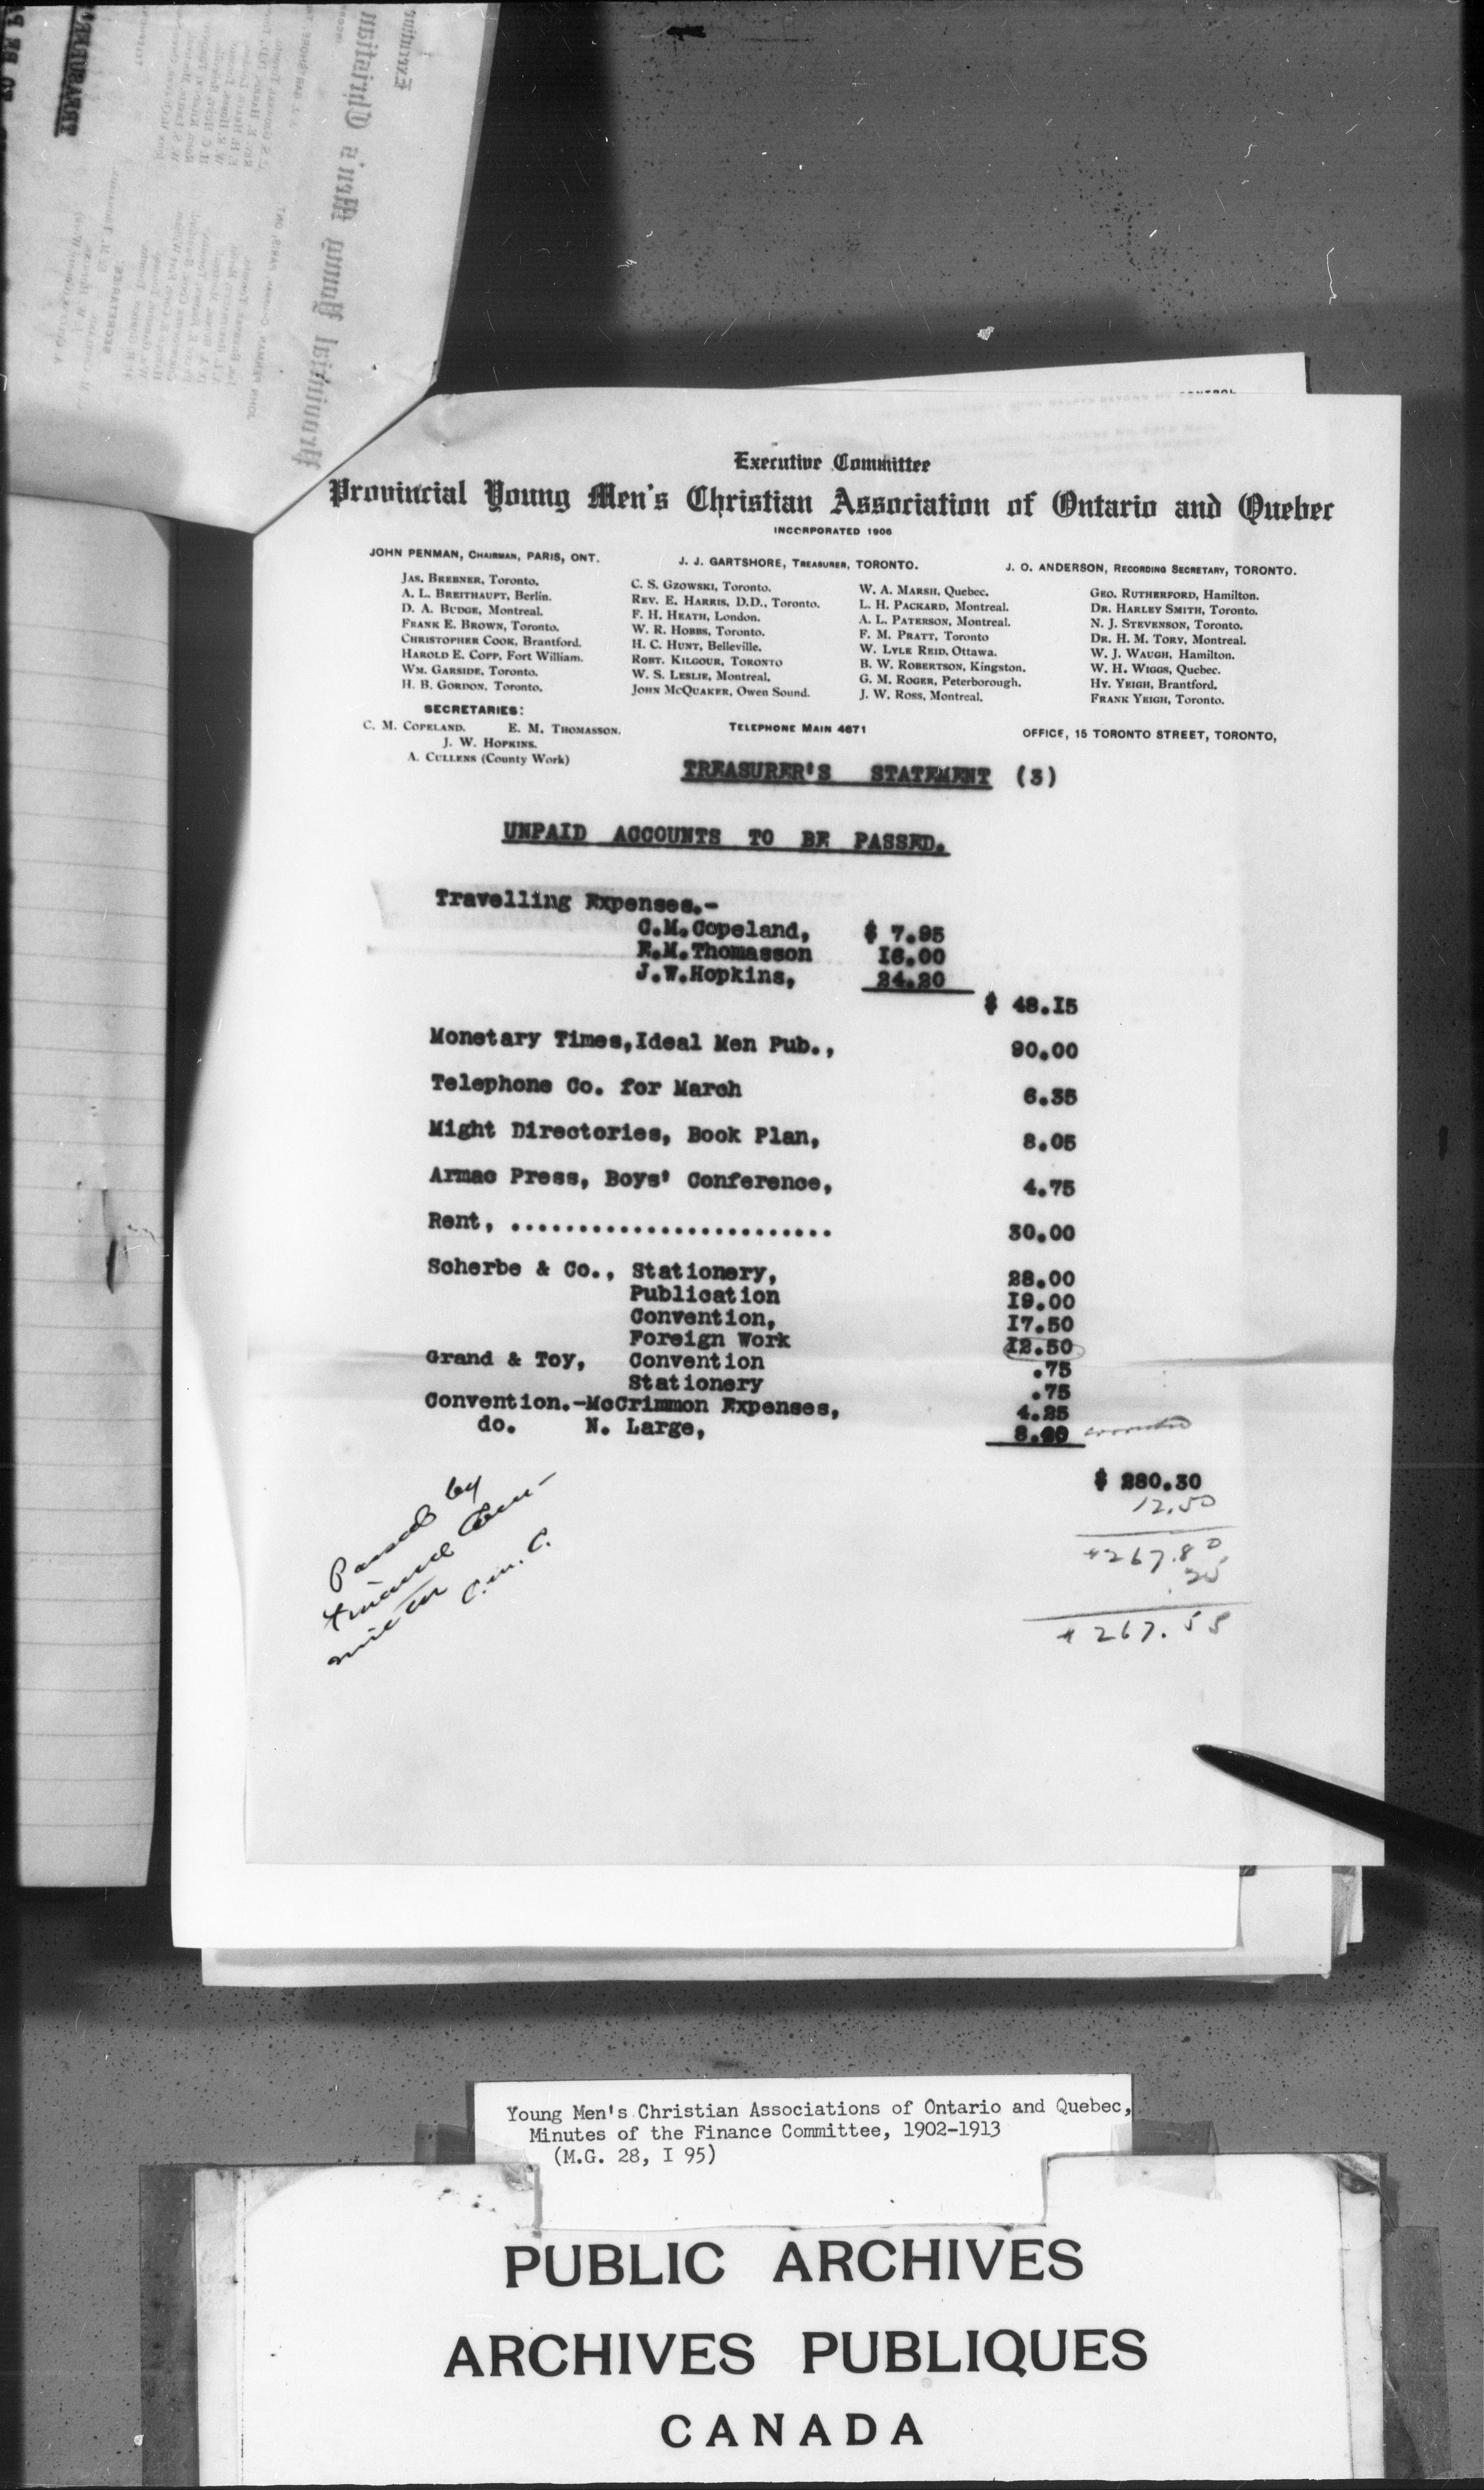 Executive Committee
Provincial Young Men's Christian Association of Ontario and Quebec
INCORPORATED 1906
JOHN PENMAN, CHAIRMAN, PARIS, ONT.
J. J. GARTSHORE, TREASURER, TORONTO.
J. O. ANDERSON, RECORDING SECRETARY, TORONTO.
JAS. BREBNER, Toronto.
A. L. BREITHAUPT, Berlin.
D. A. BUDGE, Montreal.
FRANK E. BROWN, Toronto.
CHRISTOPHER COOK, Brantford.
HAROLD E. COPP, Fort William.
WM. GARSIDE, Toronto.
H. B. GORDON, Toronto.
C. S. GZOWSKI, Toronto.
REV. E. HARRIS, D.D., Toronto.
F. H. HEATH, London.
W. R. HOBBS, Toronto.
H. C. HUNT, Belleville.
ROBT. KILGOUR, TORONTO
W. S. LESLIE, Montreal.
JOHN MCQUAKER, Owen Sound.
W. A. MARSH, Quebec.
L. H. PACKARD, Montreal.
A. L. PATERSON, Montreal.
F. M. PRATT, Toronto
W. LYLE REID, Ottawa.
B. W. ROBERTSON, Kingston.
G. M. ROGER, Peterborough.
J. W. ROSS, Montreal.
GEO. RUTHERFORD, Hamilton.
DR. HARLEY SMITH, Toronto.
N. J. STEVENSON, Toronto.
DR. H. M. TORY, Montreal.
W. J. WAUGH, Hamilton.
W. H. WIGGS, Quebec.
HY. YEIGH, Brantford.
FRANK YEIGH, Toronto.
SECRETARIES:
C. M. COPELAND. E. M. THOMASSON.
J. W. HOPKINS.
A. CULLENS (County Work)
TELEPHONE MAIN 4671
OFFICE, 15 TORONTO STREET, TORONTO,
TREASURER'S STATEMENT (3)
UNPAID ACCOUNTS TO BE PASSED.
Travelling Expenses.-
C.M.Copeland, $ 7.95
E.M.Thomasson 16.00
J.W.Hopkins, 24.20
$ 48.15
Monetary Times,Ideal Men Pub., 90.00
Telephone Co. for March 6.35
Might Directories, Book Plan, 8.05
Armac Press, Boys' Conference, 4.75
Rent, ........................ 30.00
Scherbe & Co., Stationery, 28.00
Publication 19.00
Convention, 17.50
Foreign Work 12.50
Grand & Toy, Convention .75
Stationery .75
Convention.-McCrimmon Expenses, 4.25
do. N. Large,
$ 280.30
12.50
$267.80
.25
$ 267.55
Passed by
Finance Com-
mittee C.M.C.
Young Men's Christian Associations of Ontario and Quebec,
Minutes of the Finance Committee, 1902-1913
(M.G. 28, I 95)
PUBLIC ARCHIVES
ARCHIVES PUBLIQUES
CANADA